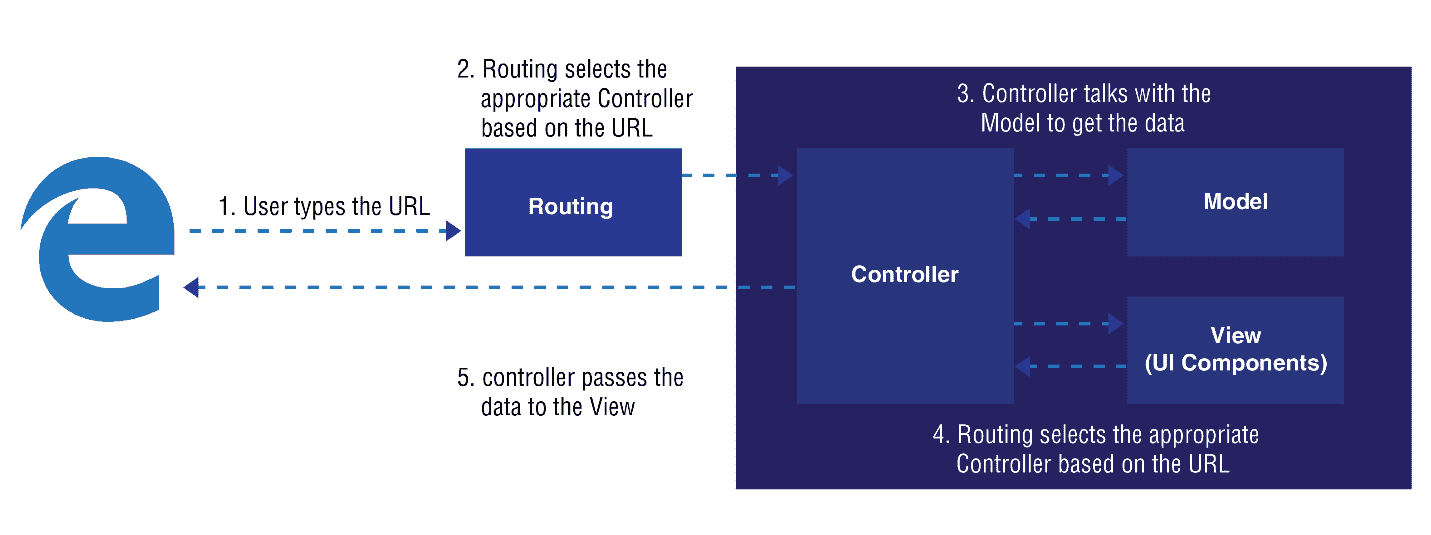 2. Routing selects the
appropriate Controller
based on the URL
3. Controller talks with the
Model to get the data
1. User types the URL
Routing
Model
Controller
View
(UI Components)
5. controller passes the
data to the View
4. Routing selects the appropriate
Controller based on the URL